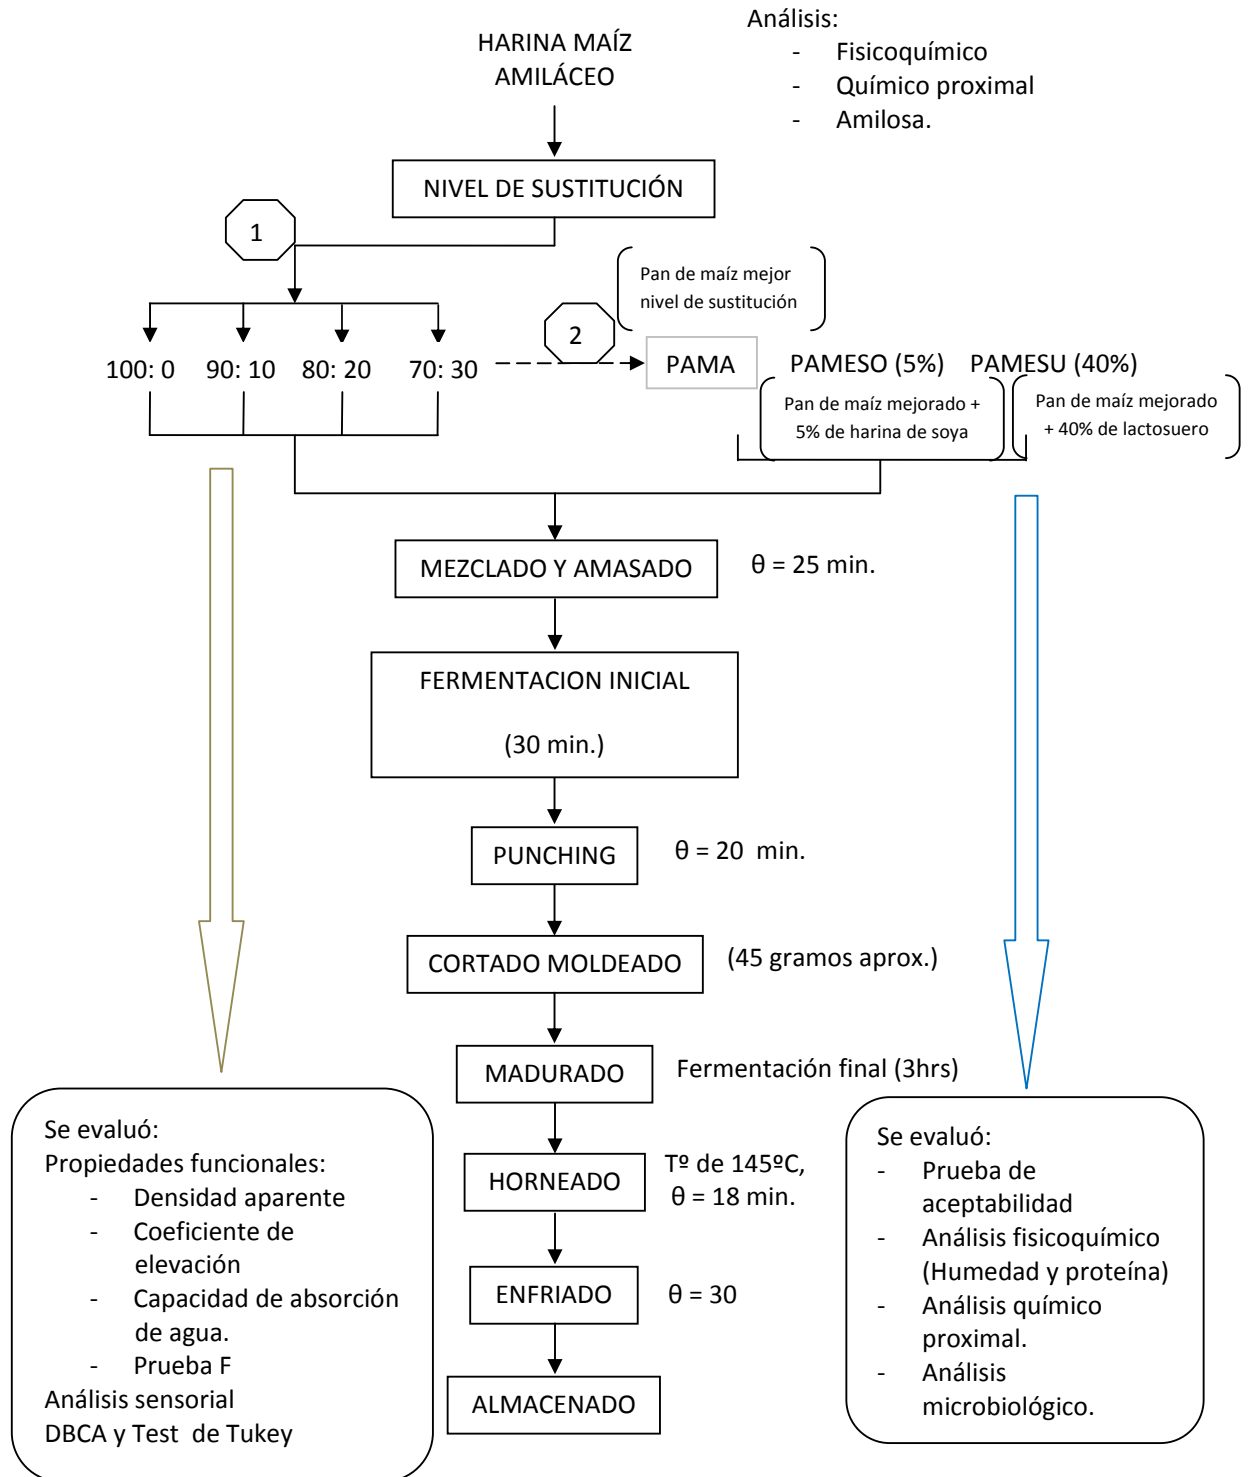 Análisis:
- Fisicoquímico
- Químico proximal
- Amilosa.
HARINA MAÍZ
AMILÁCEO
NIVEL DE SUSTITUCIÓN
1
2
Pan de maíz mejor
nivel de sustitución
100: 0 90: 10 80: 20 70: 30
PAMA
PAMESO (5%) PAMESU (40%)
Pan de maíz mejorado +
5% de harina de soya
Pan de maíz mejorado
+ 40% de lactosuero
MEZCLADO Y AMASADO
θ = 25 min.
FERMENTACION INICIAL
(30 min.)
PUNCHING
θ = 20 min.
CORTADO MOLDEADO
(45 gramos aprox.)
MADURADO
Fermentación final (3hrs)
HORNEADO
Tº de 145ºC,
θ = 18 min.
ENFRIADO
θ = 30
ALMACENADO
Se evaluó:
Propiedades funcionales:
- Densidad aparente
- Coeficiente de
elevación
- Capacidad de absorción
de agua.
- Prueba F
Análisis sensorial
DBCA y Test de Tukey
Se evaluó:
- Prueba de
aceptabilidad
- Análisis fisicoquímico
(Humedad y proteína)
- Análisis químico
proximal.
- Análisis
microbiológico.